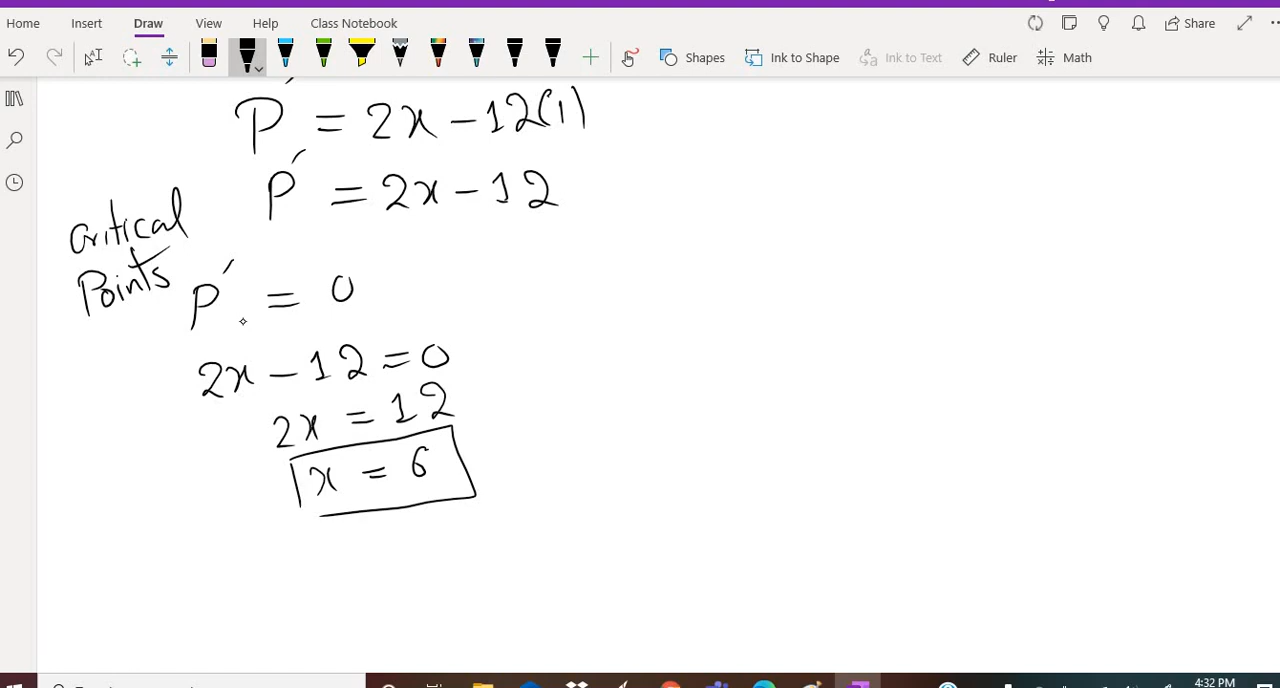 Home Insert Draw View Help Class Notebook Share
Shapes Ink to Shape Ink to Text Ruler Math
P′ = 2x − 12(1)
P′ = 2x − 12
Critical
Points
P′ = 0
2x − 12 = 0
2x = 12
x = 6
4:32 PM